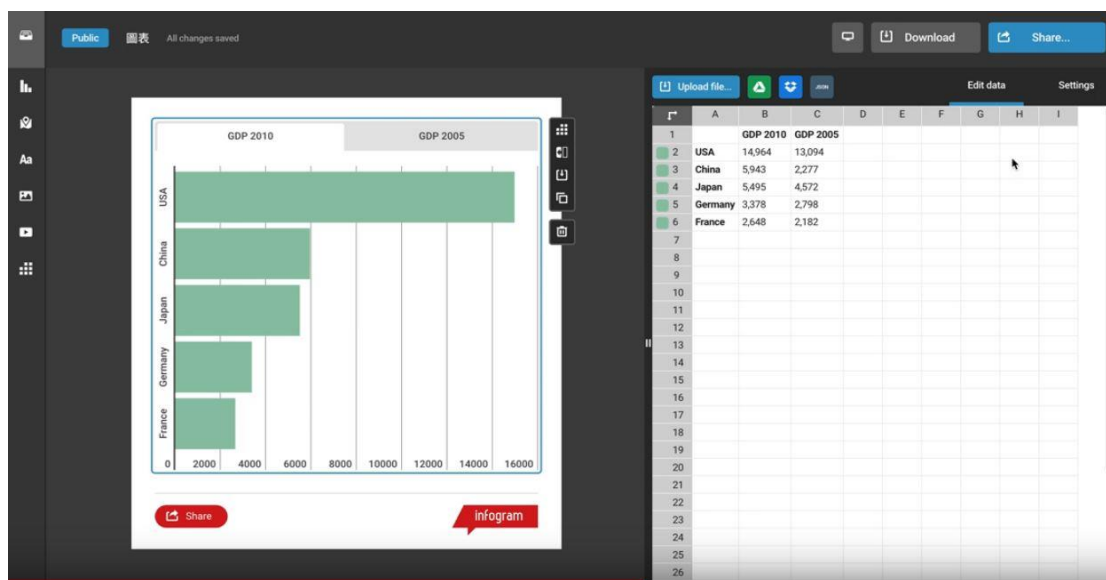 Public 圖表 All changes saved
Download Share...
Upload file... JSON Edit data Settings
GDP 2010 GDP 2005
USA
China
Japan
Germany
France
0 2000 4000 6000 8000 10000 12000 14000 16000
Share infogram
A B C D E F G H I
1 GDP 2010 GDP 2005
2 USA 14,964 13,094
3 China 5,943 2,277
4 Japan 5,495 4,572
5 Germany 3,378 2,798
6 France 2,648 2,182
7
8
9
10
11
12
13
14
15
16
17
18
19
20
21
22
23
24
25
26
Aa